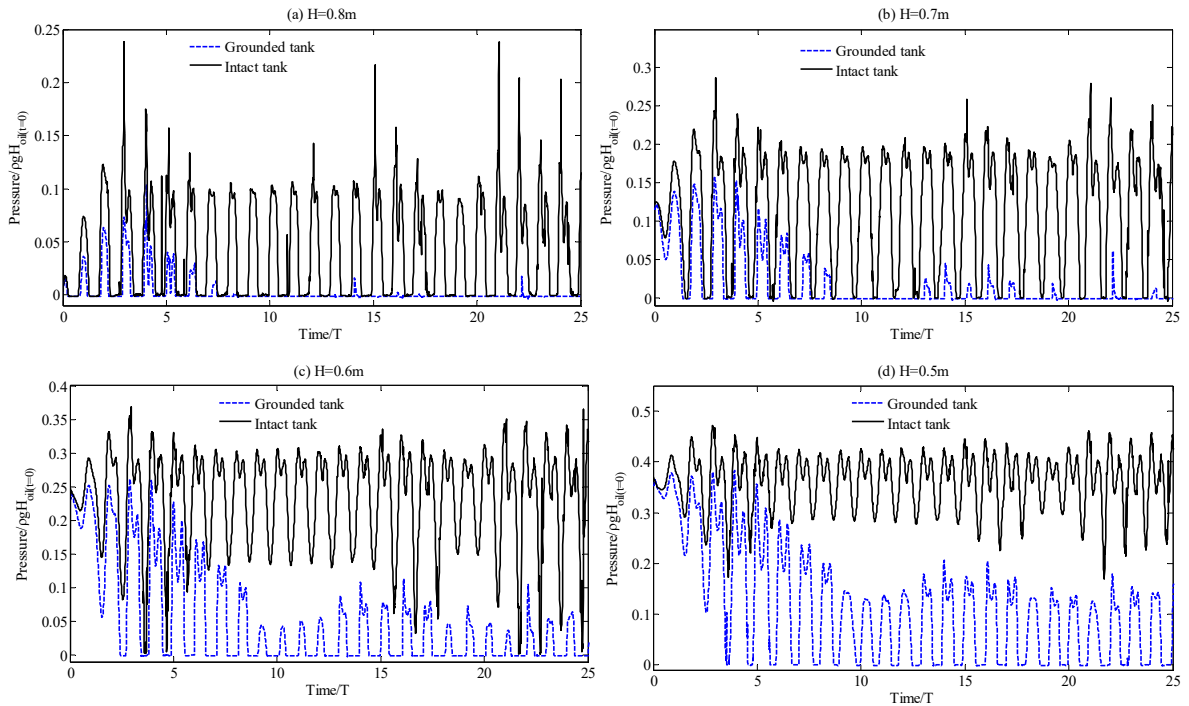 (a) H=0.8m
Pressure/ρgH_oil(t=0)
0.25
0.2
0.15
0.1
0.05
0
Grounded tank
Intact tank
0 5 10 15 20 25
Time/T
(b) H=0.7m
Pressure/ρgH_oil(t=0)
0.3
0.25
0.2
0.15
0.1
0.05
0
Grounded tank
Intact tank
0 5 10 15 20 25
Time/T
(c) H=0.6m
Pressure/ρgH_oil(t=0)
0.4
0.35
0.3
0.25
0.2
0.15
0.1
0.05
0
Grounded tank
Intact tank
0 5 10 15 20 25
Time/T
(d) H=0.5m
Pressure/ρgH_oil(t=0)
0.5
0.4
0.3
0.2
0.1
0
Grounded tank
Intact tank
0 5 10 15 20 25
Time/T